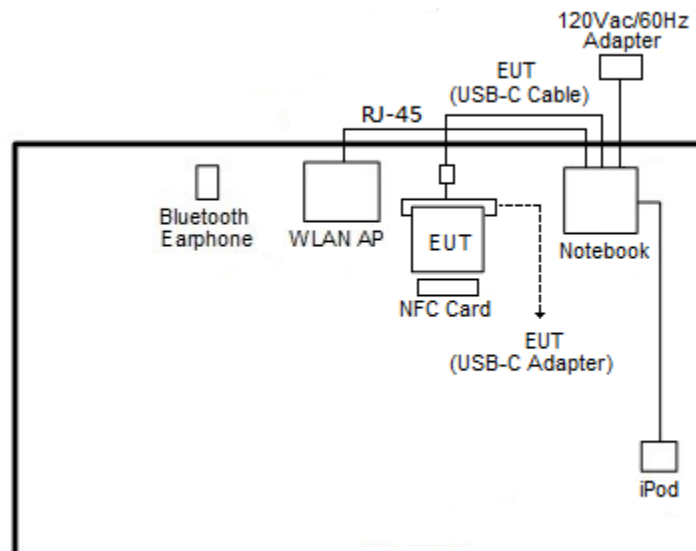 120Vac/60Hz
Adapter
EUT
(USB-C Cable)
RJ-45
Bluetooth
Earphone
WLAN AP
EUT
Notebook
NFC Card
EUT
(USB-C Adapter)
iPod